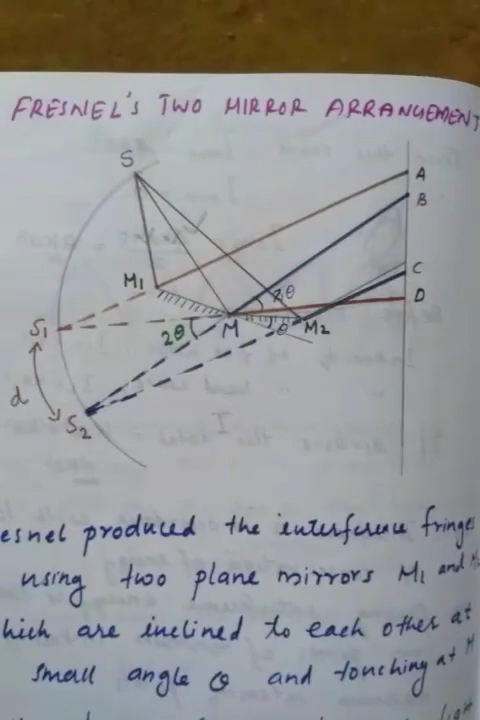 FRESNEL'S TWO MIRROR ARRANGEMENT
S
A
B
M1
2θ
C
D
S1
M
θ
M2
2θ
d
S2
esnel produced the interference fringes
using two plane mirrors M1 and M
hich are inclined to each other at
small angle θ and touching at M